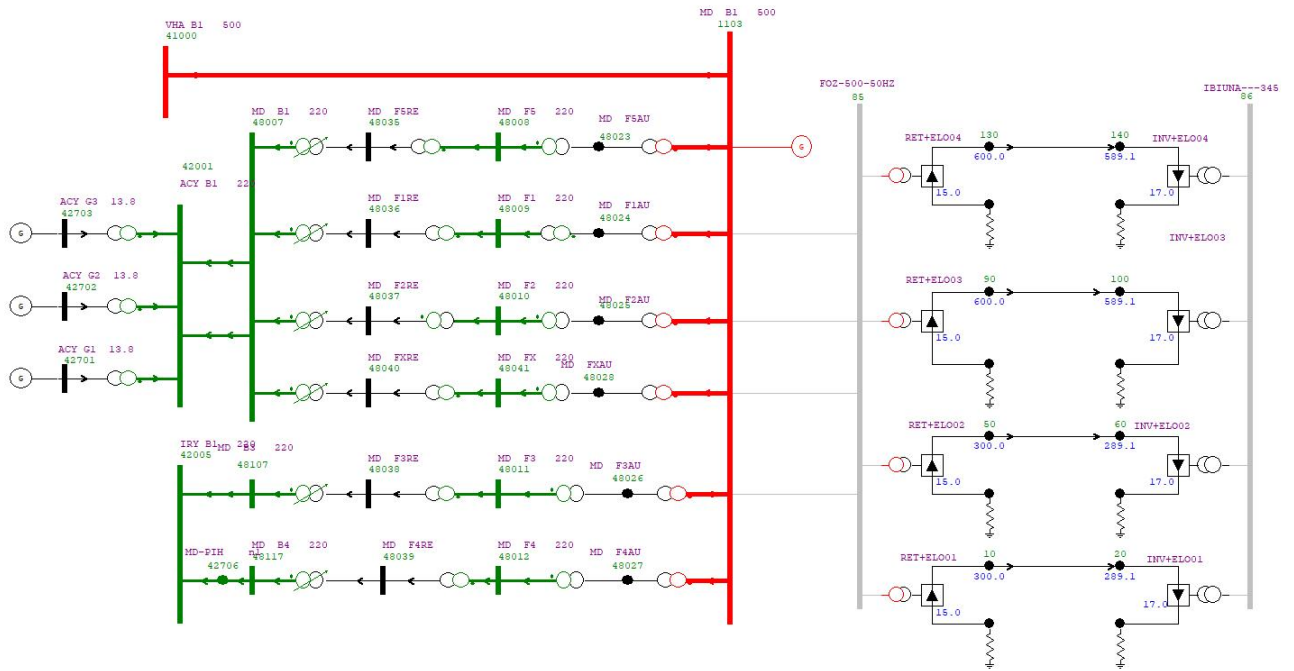 VHA B1 500
41000
MD B1 500
1103
FOZ-500-50HZ
85
IBIUNA---345
86
MD B1 220
48007
MD F5RE
48035
MD F5 220
48008
MD F5AU
48023
G
RET+ELO04
130
600.0
15.0
140
589.1
INV+ELO04
17.0
42001
ACY B1
ACY G3 13.8
42703
G
MD F1RE
48036
MD F1 220
48009
MD F1AU
48024
INV+ELO03
ACY G2 13.8
42702
G
MD F2RE
48037
MD F2 220
48010
MD F2AU
48025
RET+ELO03
90
600.0
15.0
100
589.1
17.0
ACY G1 13.8
42701
G
MD FXRE
48040
MD FX 220
48041
MD FXAU
48028
IRY B1 220
42005
MD B3 220
48107
MD F3RE
48038
MD F3 220
48011
MD F3AU
48026
RET+ELO02
50
300.0
15.0
60
289.1
INV+ELO02
17.0
MD-PIH
42706
MD B4 220
48117
MD F4RE
48039
MD F4 220
48012
MD F4AU
48027
RET+ELO01
10
300.0
15.0
20
289.1
INV+ELO01
17.0